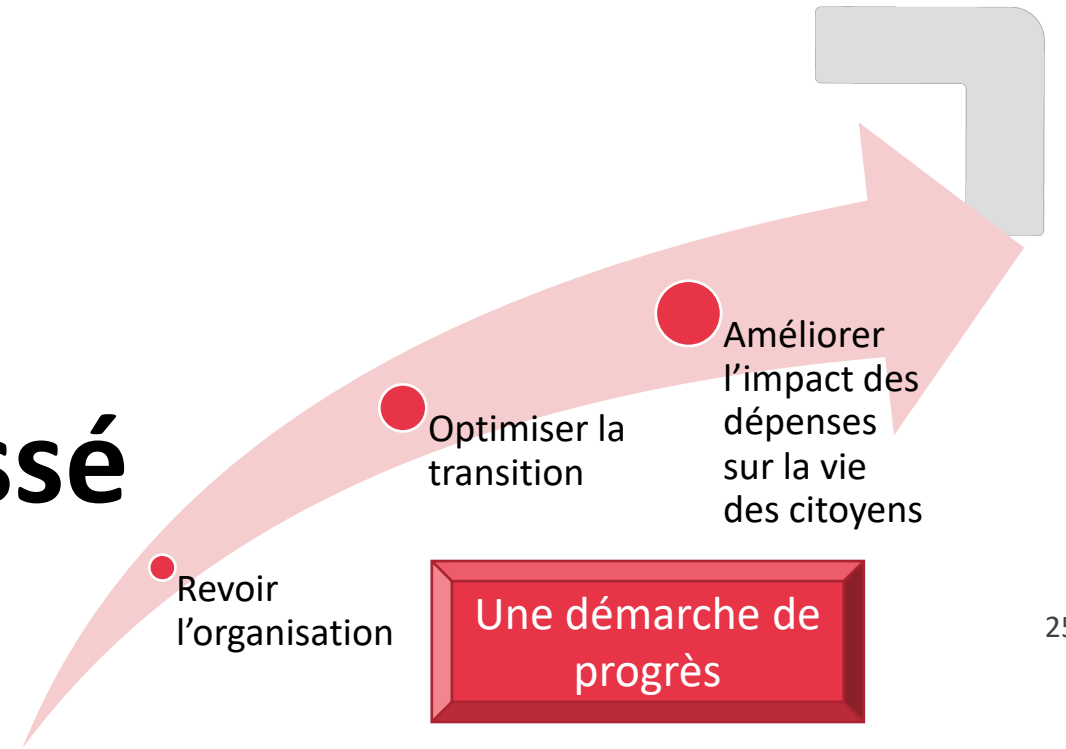 ssé
Revoir
l'organisation
Optimiser la
transition
Améliorer
l'impact des
dépenses
sur la vie
des citoyens
Une démarche de
progrès
25